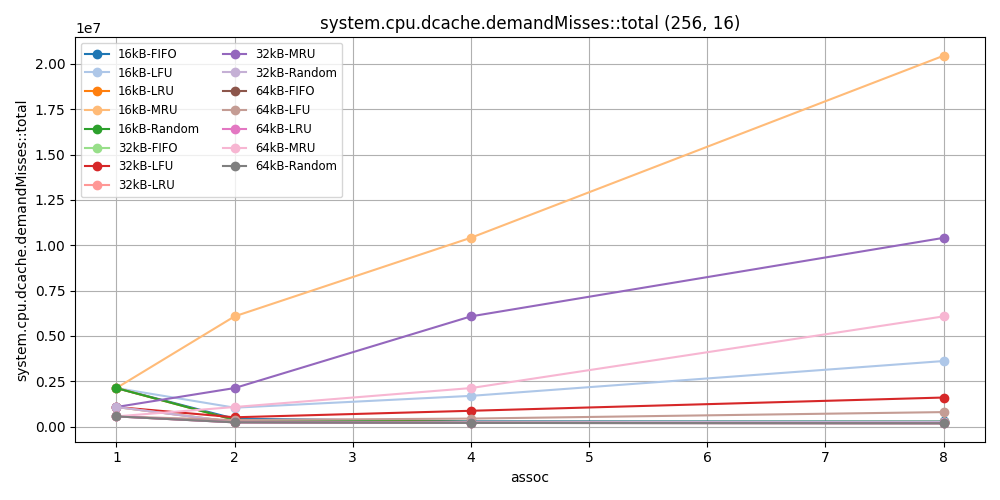 system.cpu.dcache.demandMisses::total (256, 16)
1e7
16kB-FIFO
16kB-LFU
16kB-LRU
16kB-MRU
16kB-Random
32kB-FIFO
32kB-LFU
32kB-LRU
32kB-MRU
32kB-Random
64kB-FIFO
64kB-LFU
64kB-LRU
64kB-MRU
64kB-Random
system.cpu.dcache.demandMisses::total
2.00
1.75
1.50
1.25
1.00
0.75
0.50
0.25
0.00
1 2 3 4 5 6 7 8
assoc